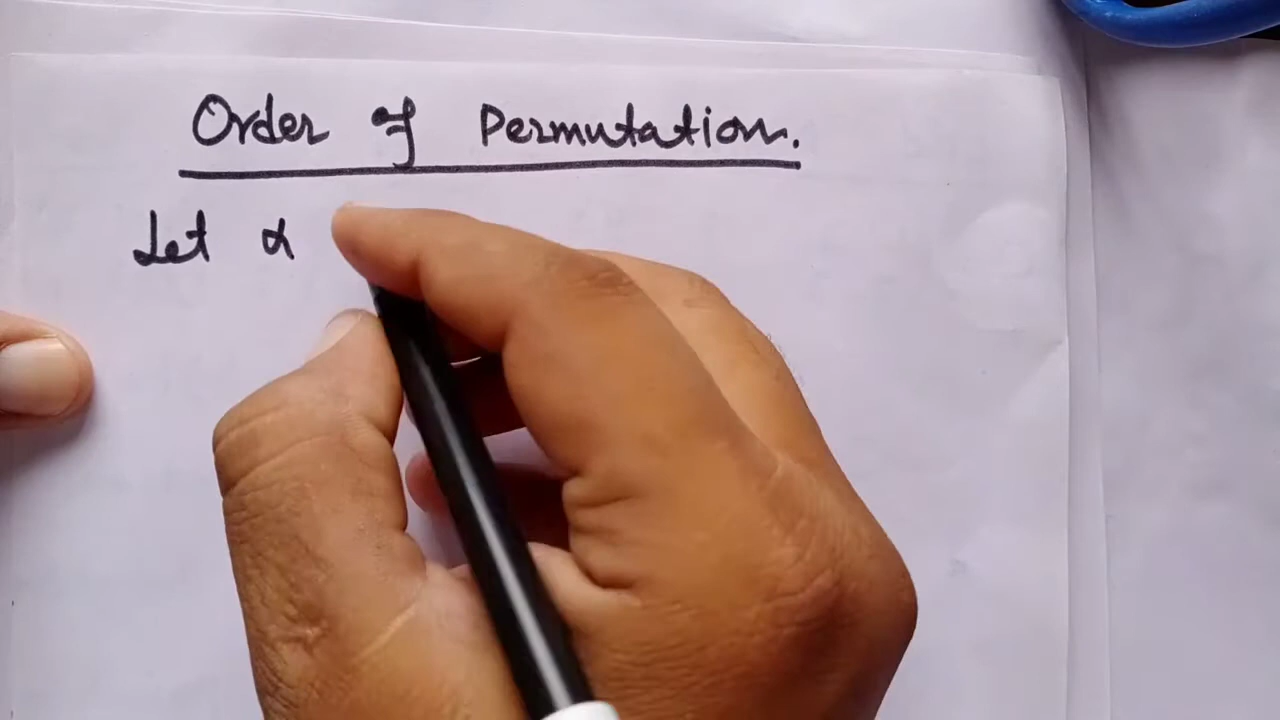 Order of Permutation.
Let α